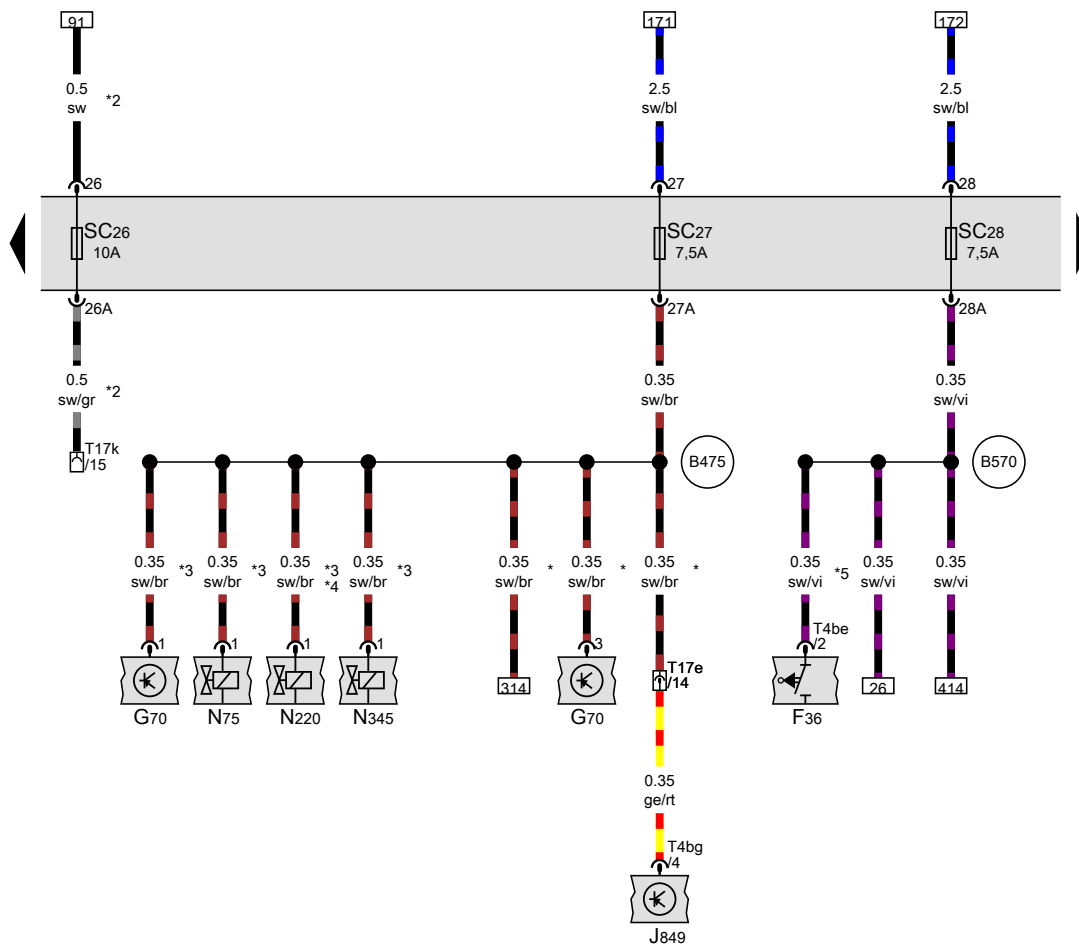 91
171
172
0.5
sw
*2
2.5
sw/bl
2.5
sw/bl
26
27
28
SC26
10A
SC27
7,5A
SC28
7,5A
26A
27A
28A
0.5
sw/gr
*2
0.35
sw/br
0.35
sw/vi
T17k
/15
B475
B570
0.35
sw/br
*3
0.35
sw/br
*3
0.35
sw/br
*3
*4
0.35
sw/br
*3
0.35
sw/br
*
0.35
sw/br
*
0.35
sw/br
*
0.35
sw/vi
*5
0.35
sw/vi
0.35
sw/vi
1
1
1
1
3
T4be
/2
T17e
/14
314
26
414
G70
N75
N220
N345
G70
F36
0.35
ge/rt
T4bg
/4
J849